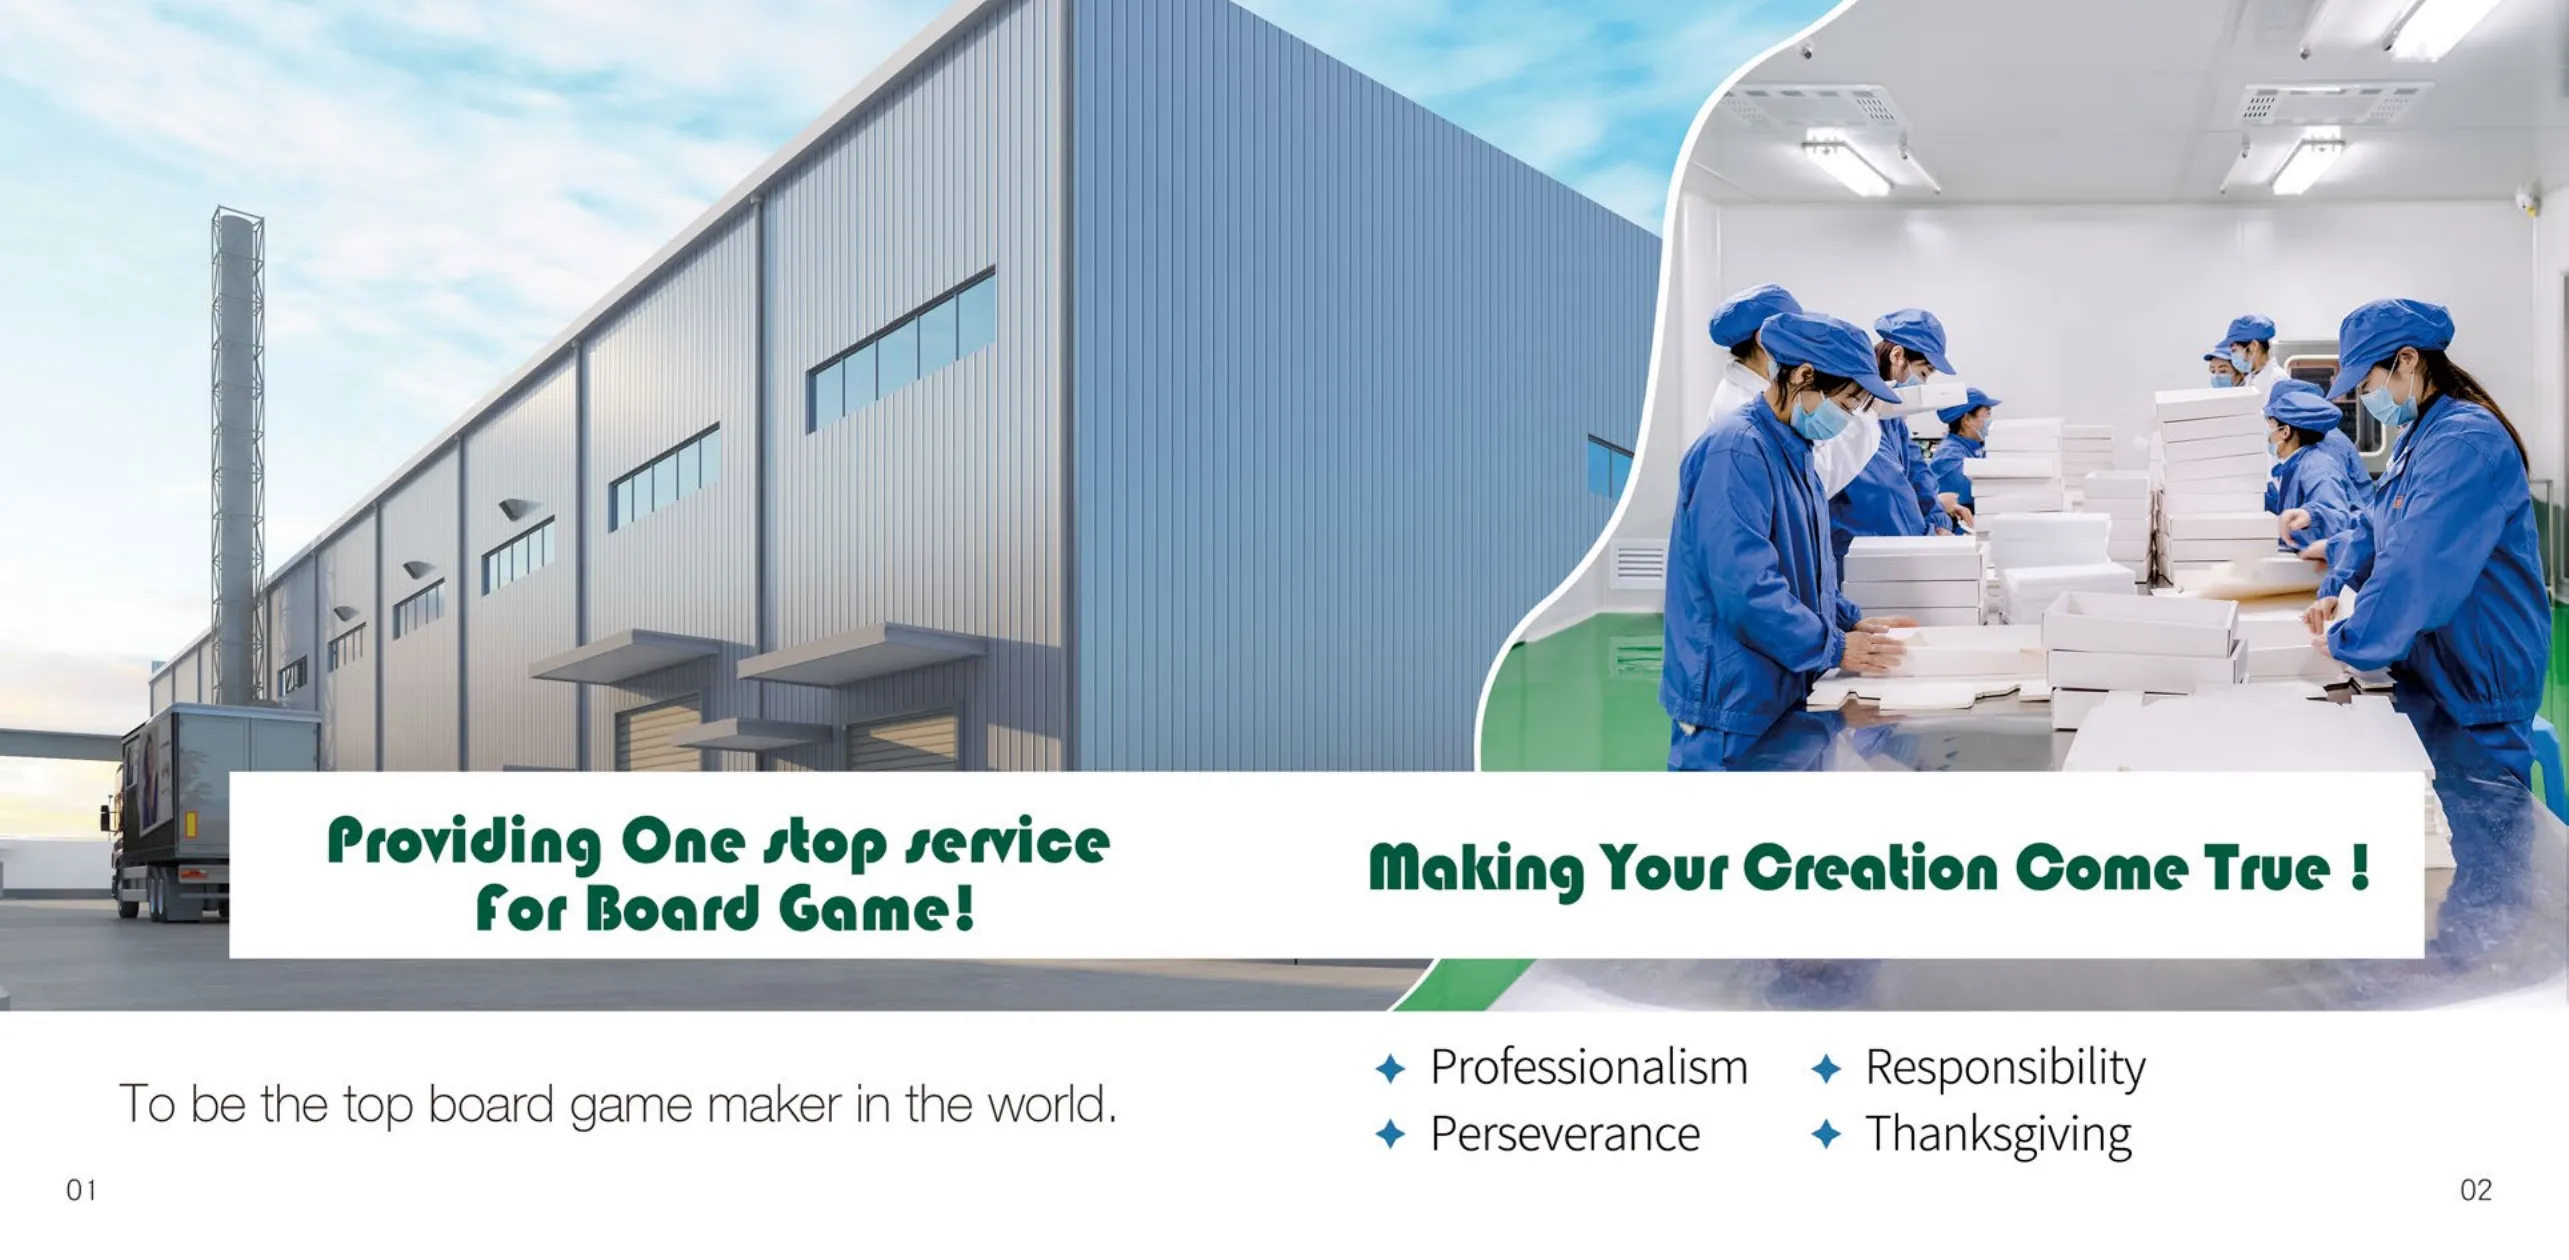 Providing One stop service
For Board Game!
Making Your Creation Come True !
To be the top board game maker in the world.
Professionalism
Responsibility
Perseverance
Thanksgiving
01
02